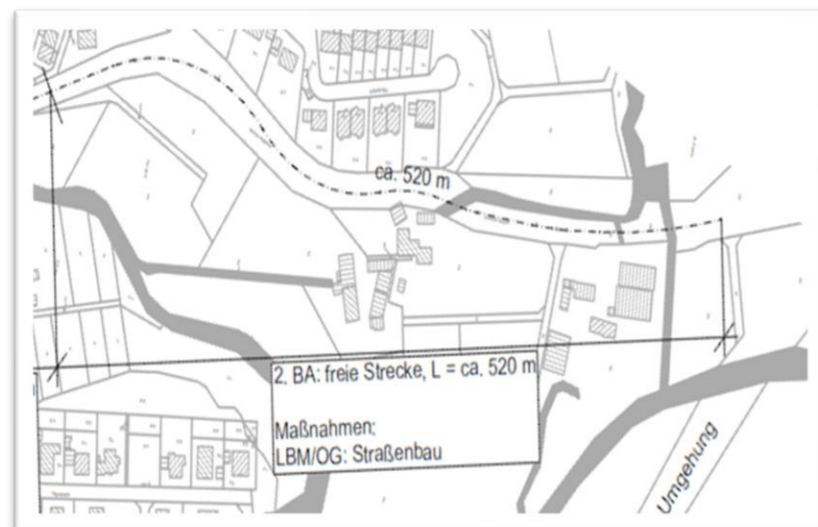 ca. 520 m
2. BA: freie Strecke, L = ca. 520 m
Maßnahmen;
LBM/OG: Straßenbau
Umgehung